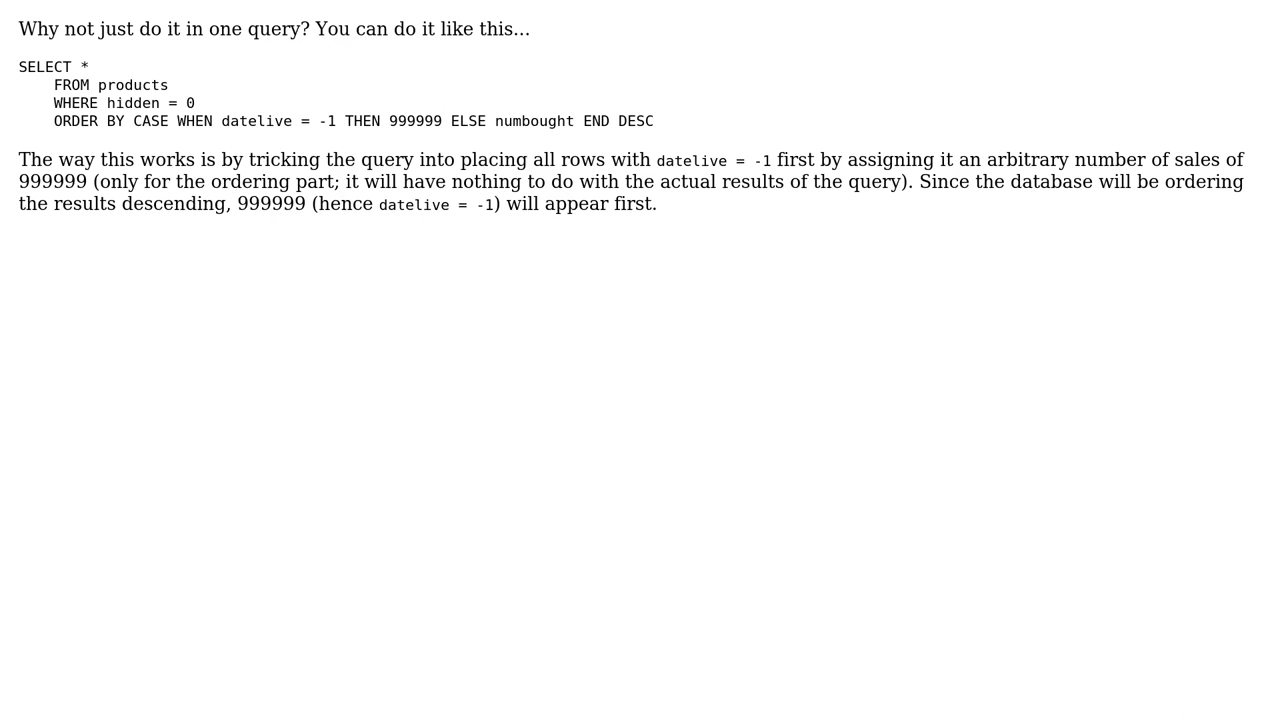 Why not just do it in one query? You can do it like this...
SELECT *
    FROM products
    WHERE hidden = 0
    ORDER BY CASE WHEN datelive = -1 THEN 999999 ELSE numbought END DESC
The way this works is by tricking the query into placing all rows with datelive = -1 first by assigning it an arbitrary number of sales of
999999 (only for the ordering part; it will have nothing to do with the actual results of the query). Since the database will be ordering
the results descending, 999999 (hence datelive = -1) will appear first.